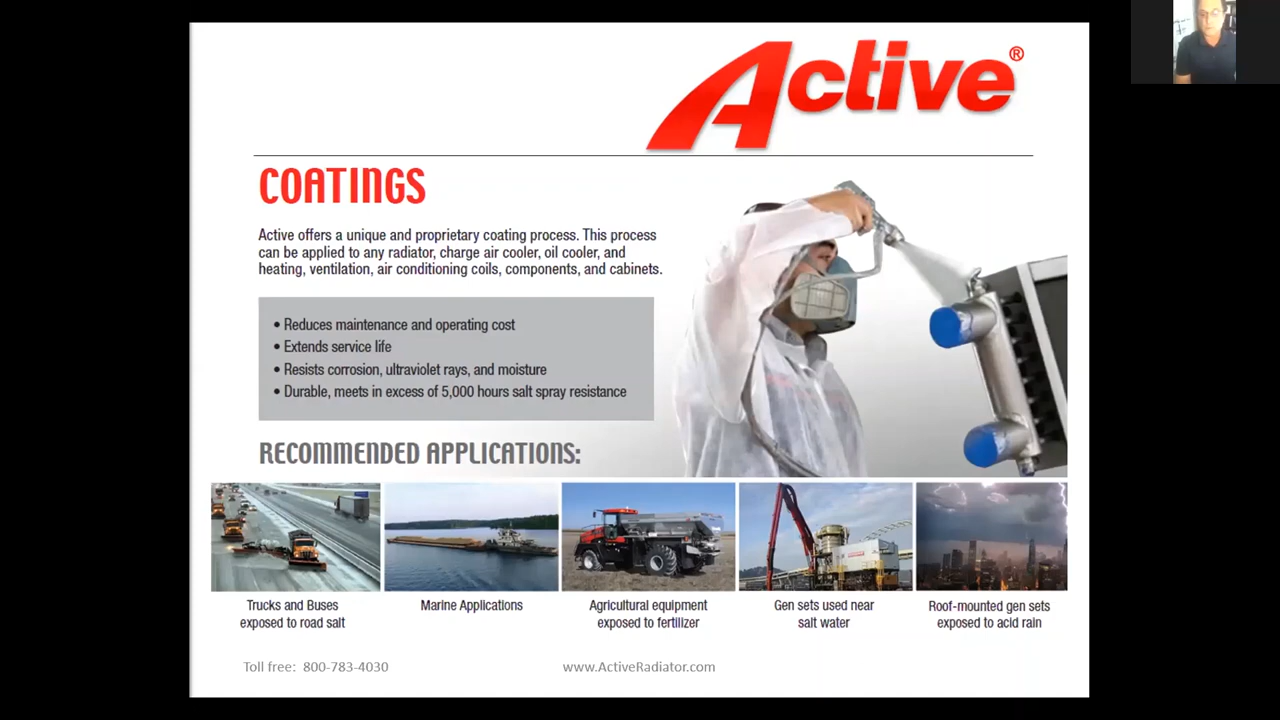 Active®
COATINGS
Active offers a unique and proprietary coating process. This process
can be applied to any radiator, charge air cooler, oil cooler, and
heating, ventilation, air conditioning coils, components, and cabinets.
• Reduces maintenance and operating cost
• Extends service life
• Resists corrosion, ultraviolet rays, and moisture
• Durable, meets in excess of 5,000 hours salt spray resistance
RECOMMENDED APPLICATIONS:
Trucks and Buses
exposed to road salt
Marine Applications
Agricultural equipment
exposed to fertilizer
Gen sets used near
salt water
Roof-mounted gen sets
exposed to acid rain
Toll free: 800-783-4030
www.ActiveRadiator.com